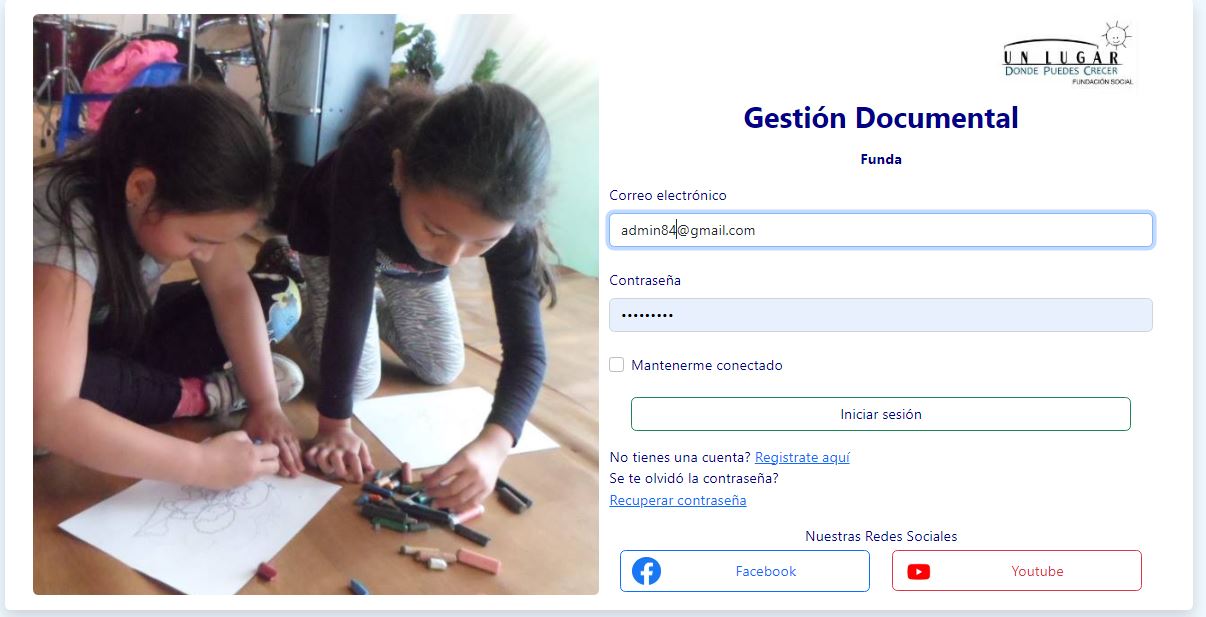 UN LUGAR
DONDE PUEDES CRECER
FUNDACIÓN SOCIAL
Gestión Documental
Funda
Correo electrónico
admin84@gmail.com
Contraseña
•••••••••
Mantenerme conectado
Iniciar sesión
No tienes una cuenta? Registrate aquí
Se te olvidó la contraseña?
Recuperar contraseña
Nuestras Redes Sociales
Facebook
Youtube